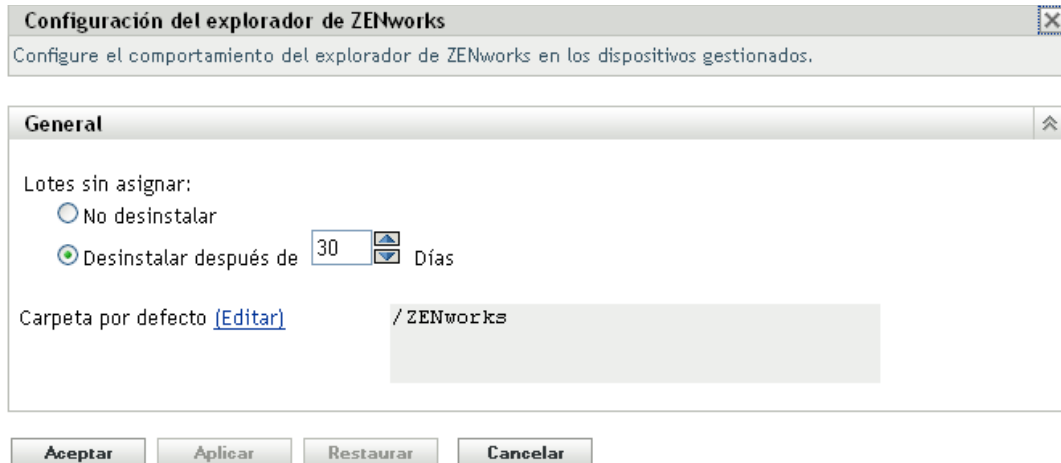 Configuración del explorador de ZENworks
Configure el comportamiento del explorador de ZENworks en los dispositivos gestionados.
General
Lotes sin asignar:
No desinstalar
Desinstalar después de 30 Días
Carpeta por defecto (Editar) /ZENworks
Aceptar Aplicar Restaurar Cancelar